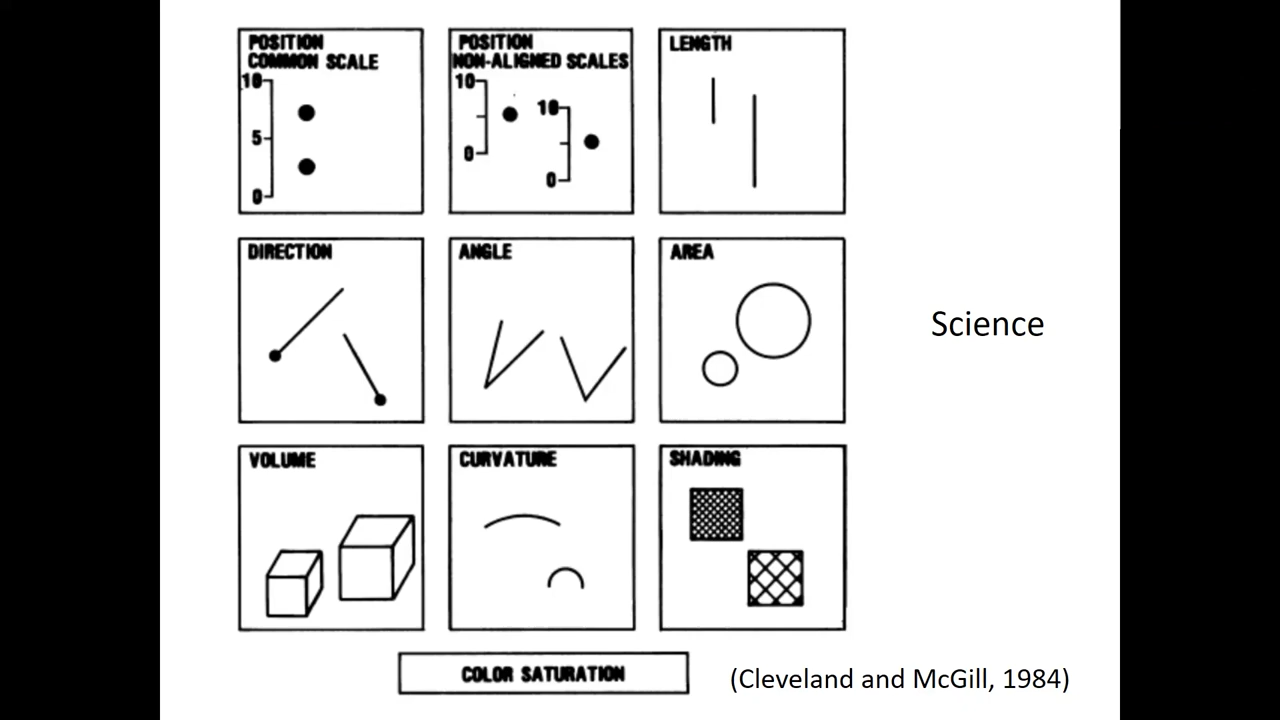 POSITION
COMMON SCALE
10
5
0
POSITION
NON-ALIGNED SCALES
10
0
10
0
LENGTH
DIRECTION
ANGLE
AREA
Science
VOLUME
CURVATURE
SHADING
COLOR SATURATION
(Cleveland and McGill, 1984)